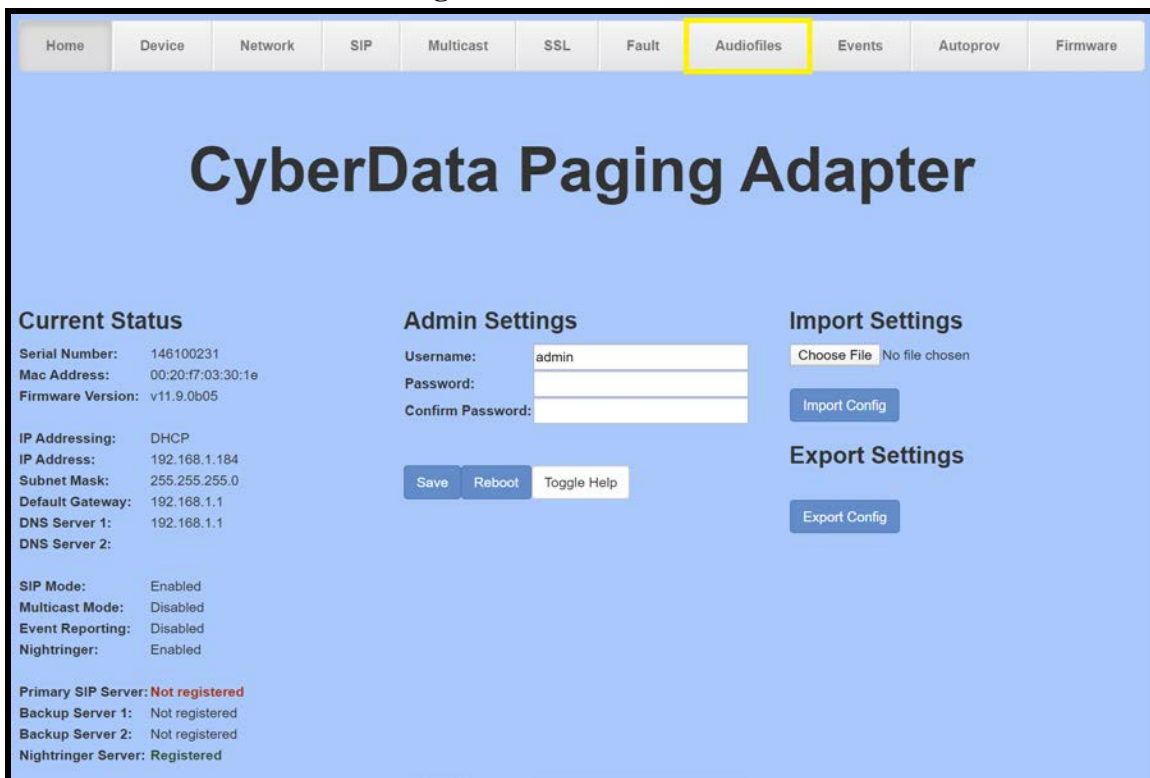 Home Device Network SIP Multicast SSL Fault Audiofiles Events Autoprov Firmware
CyberData Paging Adapter
Current Status
Serial Number: 146100231
Mac Address: 00:20:f7:03:30:1e
Firmware Version: v11.9.0b05
IP Addressing: DHCP
IP Address: 192.168.1.184
Subnet Mask: 255.255.255.0
Default Gateway: 192.168.1.1
DNS Server 1: 192.168.1.1
DNS Server 2:
SIP Mode: Enabled
Multicast Mode: Disabled
Event Reporting: Disabled
Nightringer: Enabled
Primary SIP Server: Not registered
Backup Server 1: Not registered
Backup Server 2: Not registered
Nightringer Server: Registered
Admin Settings
Username: admin
Password:
Confirm Password:
Save Reboot Toggle Help
Import Settings
Choose File No file chosen
Import Config
Export Settings
Export Config